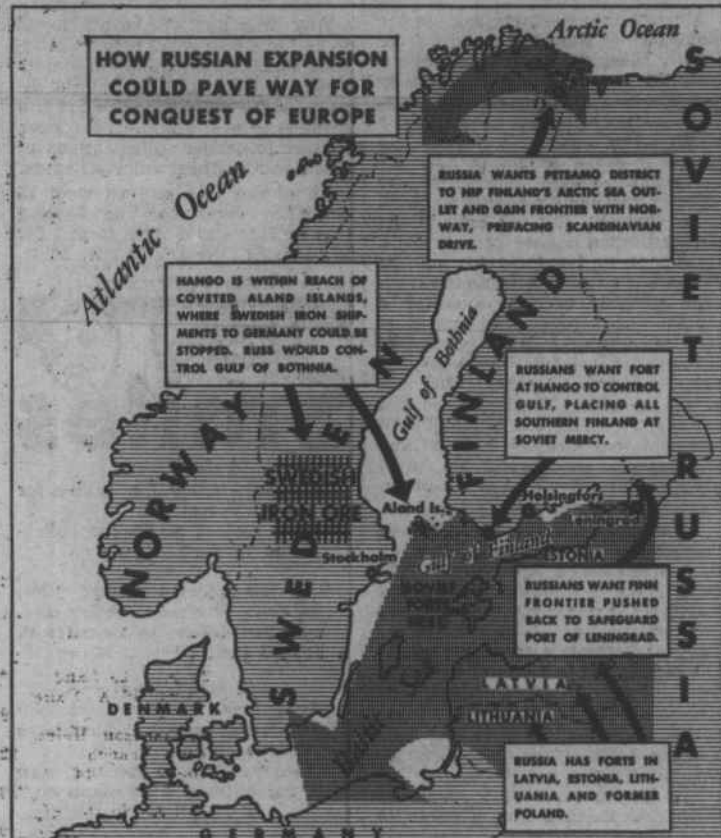 HOW RUSSIAN EXPANSION
COULD PAVE WAY FOR
CONQUEST OF EUROPE
Arctic Ocean
Atlantic Ocean
SOVIET RUSSIA
RUSSIA WANTS PETSAMO DISTRICT
TO NIP FINLAND'S ARCTIC SEA OUT-
LET AND GAIN FRONTIER WITH NOR-
WAY, PREFACING SCANDINAVIAN
DRIVE.
HANGO IS WITHIN REACH OF
COVETED ALAND ISLANDS,
WHERE SWEDISH IRON SHIP-
MENTS TO GERMANY COULD BE
STOPPED. RUSS WOULD CON-
TROL GULF OF BOTHNIA.
Gulf of Bothnia
FINLAND
RUSSIANS WANT FORT
AT HANGO TO CONTROL
GULF, PLACING ALL
SOUTHERN FINLAND AT
SOVIET MERCY.
NORWAY
SWEDEN
SWEDISH
IRON ORE
Aland Is.
Helsingfors
Leningrad
Stockholm
Gulf of Finland
ESTONIA
SOVIET
PORTS
HERE
RUSSIANS WANT FINN
FRONTIER PUSHED
BACK TO SAFEGUARD
PORT OF LENINGRAD.
DENMARK
Baltic
LATVIA
LITHUANIA
RUSSIA HAS FORTS IN
LATVIA, ESTONIA, LITH-
UANIA AND FORMER
POLAND.
GERMANY